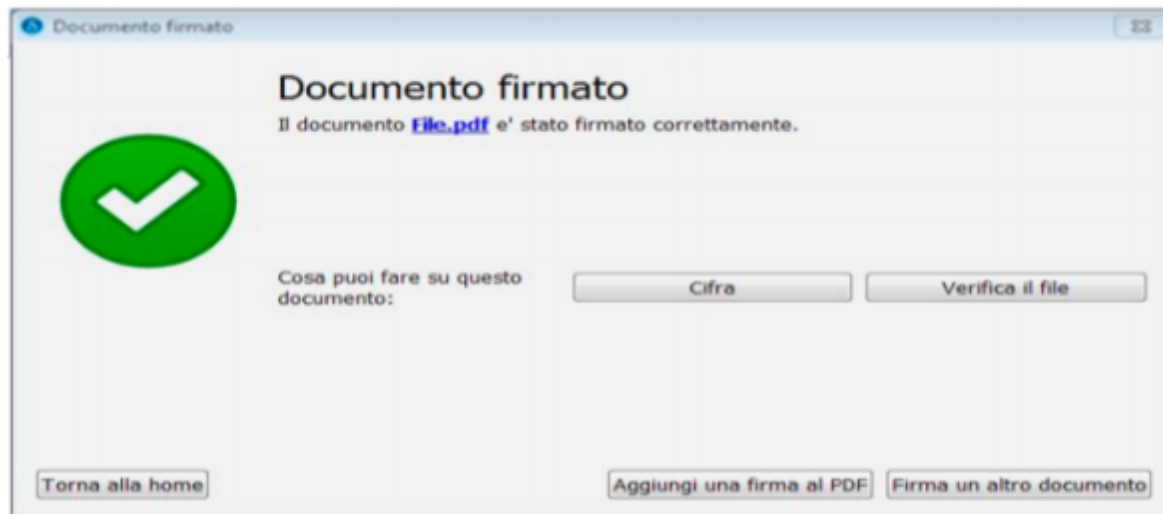 Documento firmato
Documento firmato
Il documento File.pdf e' stato firmato correttamente.
Cosa puoi fare su questo
documento:
Cifra
Verifica il file
Torna alla home
Aggiungi una firma al PDF
Firma un altro documento